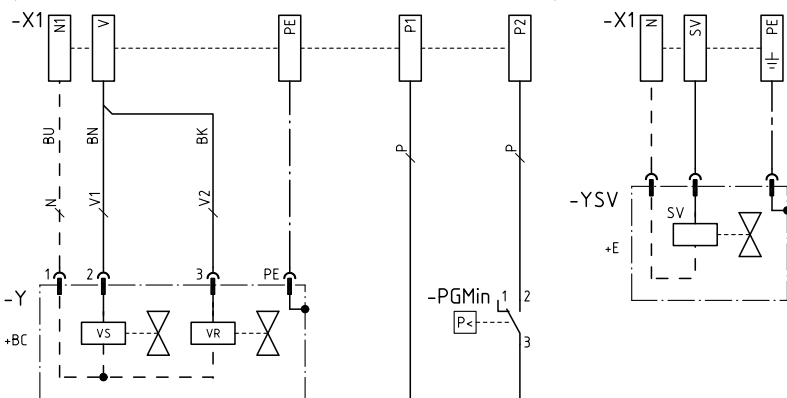 -X1
N1
V
PE
P1
P2
-X1
N
SV
PE
BU
BN
BK
P
P
N
V1
V2
-YSV
SV
+E
1
2
3
PE
-Y
+BC
VS
VR
-PGMin
1
2
P<
3